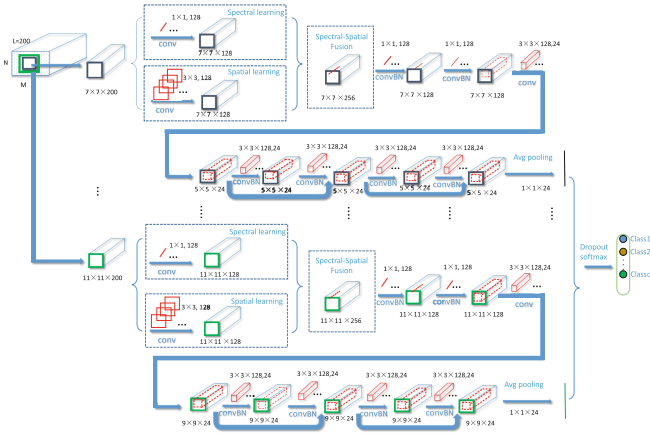 L=200
N
M
7×7×200
Spectral learning
1×1, 128
...
conv
7×7×128
Spatial learning
3×3, 128
...
conv
7×7×128
Spectral-Spatial
Fusion
7×7×256
1×1, 128
...
convBN
7×7×128
1×1, 128
...
convBN
7×7×128
3×3×128,24
...
conv
5×5×24
3×3×128,24
...
convBN
5×5×24
3×3×128,24
...
convBN
5×5×24
3×3×128,24
...
convBN
5×5×24
3×3×128,24
...
convBN
5×5×24
Avg pooling
1×1×24
11×11×200
Spectral learning
1×1, 128
...
conv
11×11×128
Spatial learning
3×3, 128
...
conv
11×11×128
Spectral-Spatial
Fusion
11×11×256
1×1, 128
...
convBN
11×11×128
1×1, 128
...
convBN
11×11×128
3×3×128,24
...
conv
9×9×24
3×3×128,24
...
convBN
9×9×24
3×3×128,24
...
convBN
9×9×24
3×3×128,24
...
convBN
9×9×24
3×3×128,24
...
convBN
9×9×24
Avg pooling
1×1×24
Dropout
softmax
Class1
Class2
Classc